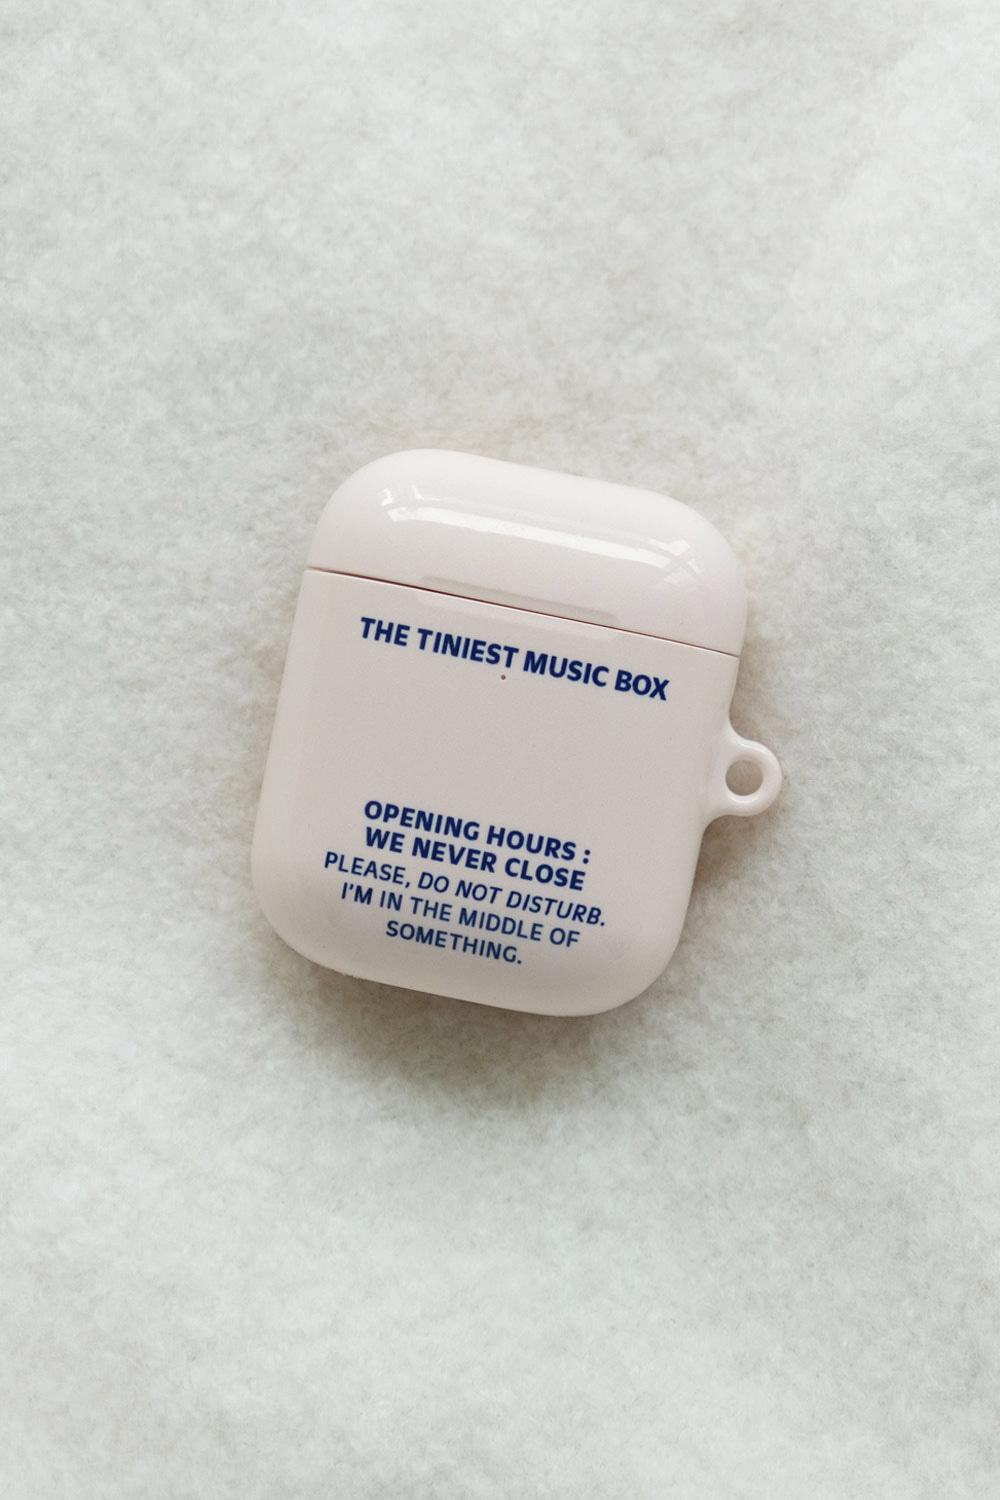 THE TINIEST MUSIC BOX
OPENING HOURS :
WE NEVER CLOSE
PLEASE, DO NOT DISTURB.
I'M IN THE MIDDLE OF
SOMETHING.